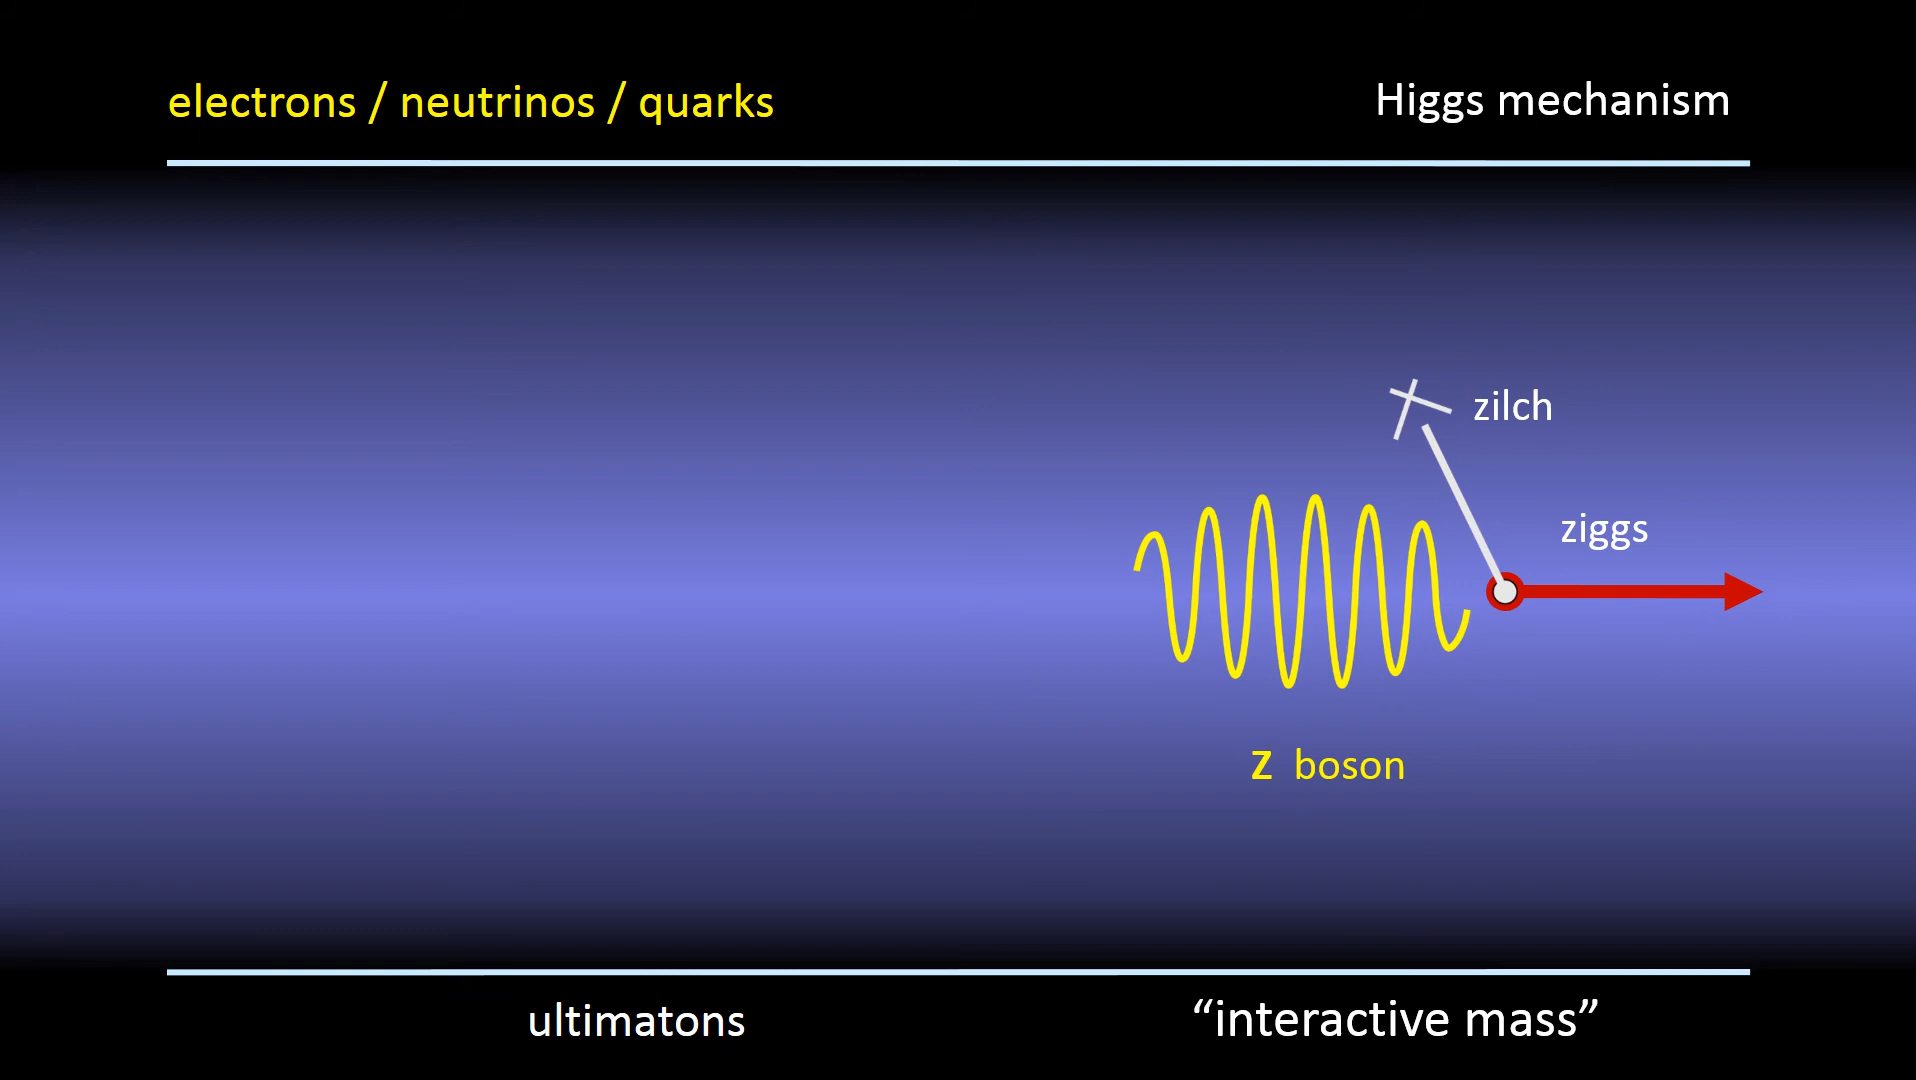 electrons / neutrinos / quarks
Higgs mechanism
zilch
ziggs
Z boson
ultimatons
“interactive mass”